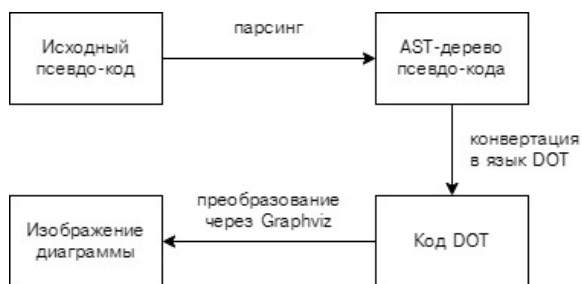 Исходный
псевдо-код
парсинг
AST-дерево
псевдо-кода
конвертация
в язык DOT
Код DOT
преобразование
через Graphviz
Изображение
диаграммы